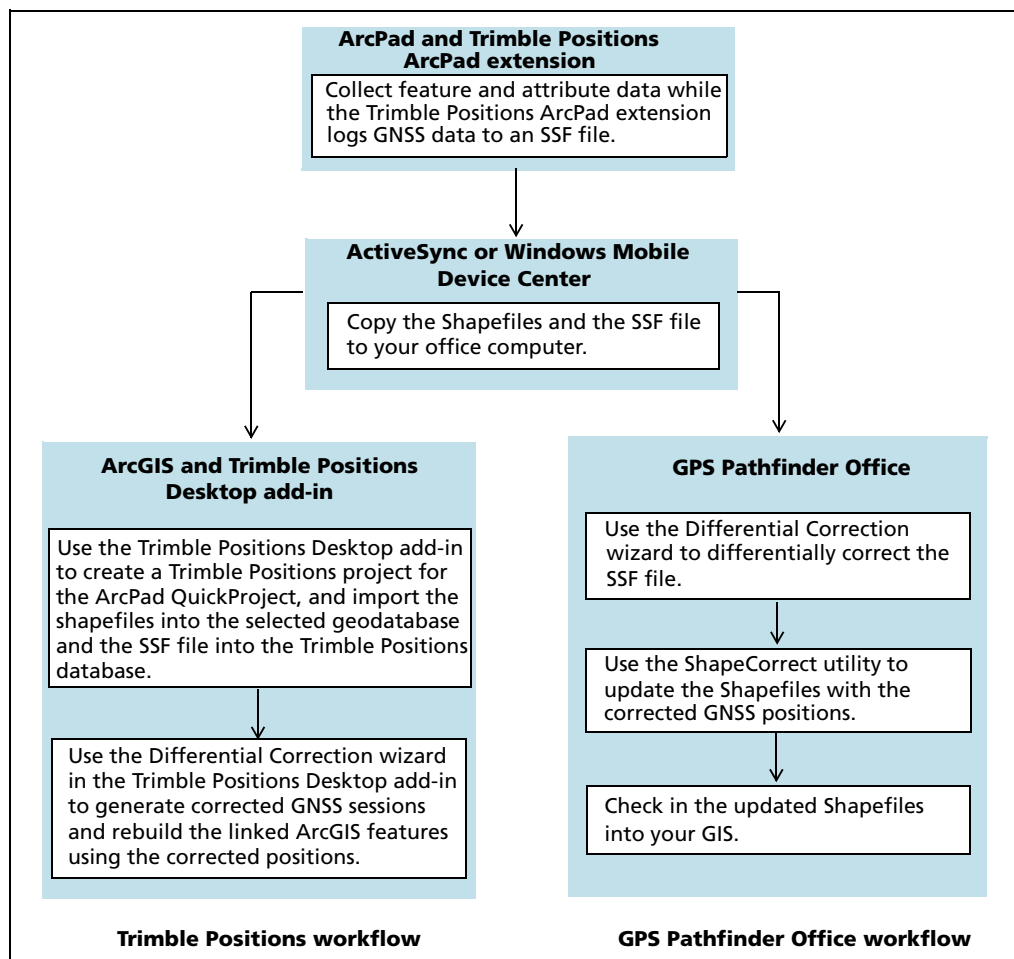 ArcPad and Trimble Positions
ArcPad extension
Collect feature and attribute data while
the Trimble Positions ArcPad extension
logs GNSS data to an SSF file.
ActiveSync or Windows Mobile
Device Center
Copy the Shapefiles and the SSF file
to your office computer.
ArcGIS and Trimble Positions
Desktop add-in
Use the Trimble Positions Desktop add-in
to create a Trimble Positions project for
the ArcPad QuickProject, and import the
shapefiles into the selected geodatabase
and the SSF file into the Trimble Positions
database.
Use the Differential Correction wizard
in the Trimble Positions Desktop add-in
to generate corrected GNSS sessions
and rebuild the linked ArcGIS features
using the corrected positions.
Trimble Positions workflow
GPS Pathfinder Office
Use the Differential Correction
wizard to differentially correct the
SSF file.
Use the ShapeCorrect utility to
update the Shapefiles with the
corrected GNSS positions.
Check in the updated Shapefiles
into your GIS.
GPS Pathfinder Office workflow